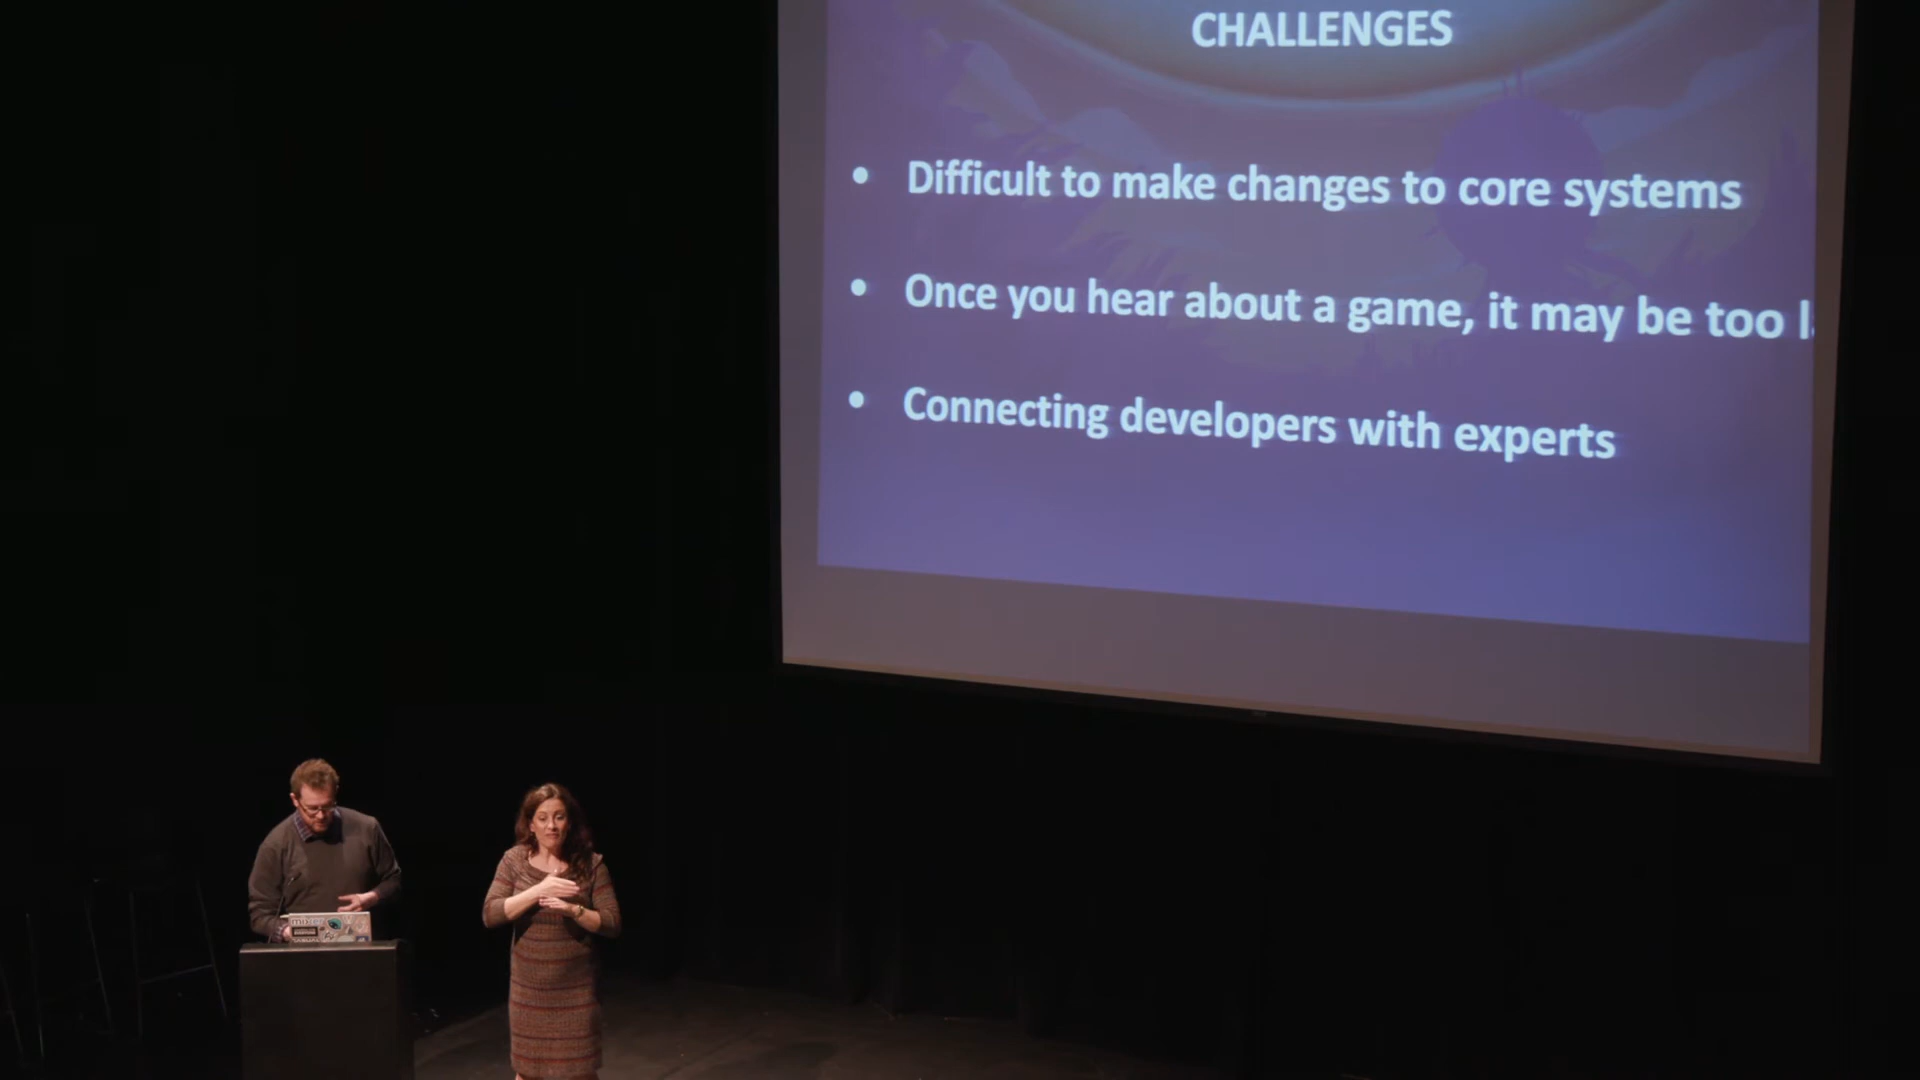 CHALLENGES
• Difficult to make changes to core systems
• Once you hear about a game, it may be too
• Connecting developers with experts